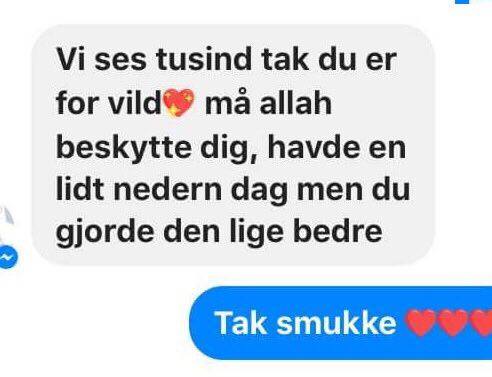 Vi ses tusind tak du er
for vild💖 må allah
beskytte dig, havde en
lidt nedern dag men du
gjorde den lige bedre
Tak smukke ❤️❤️❤️